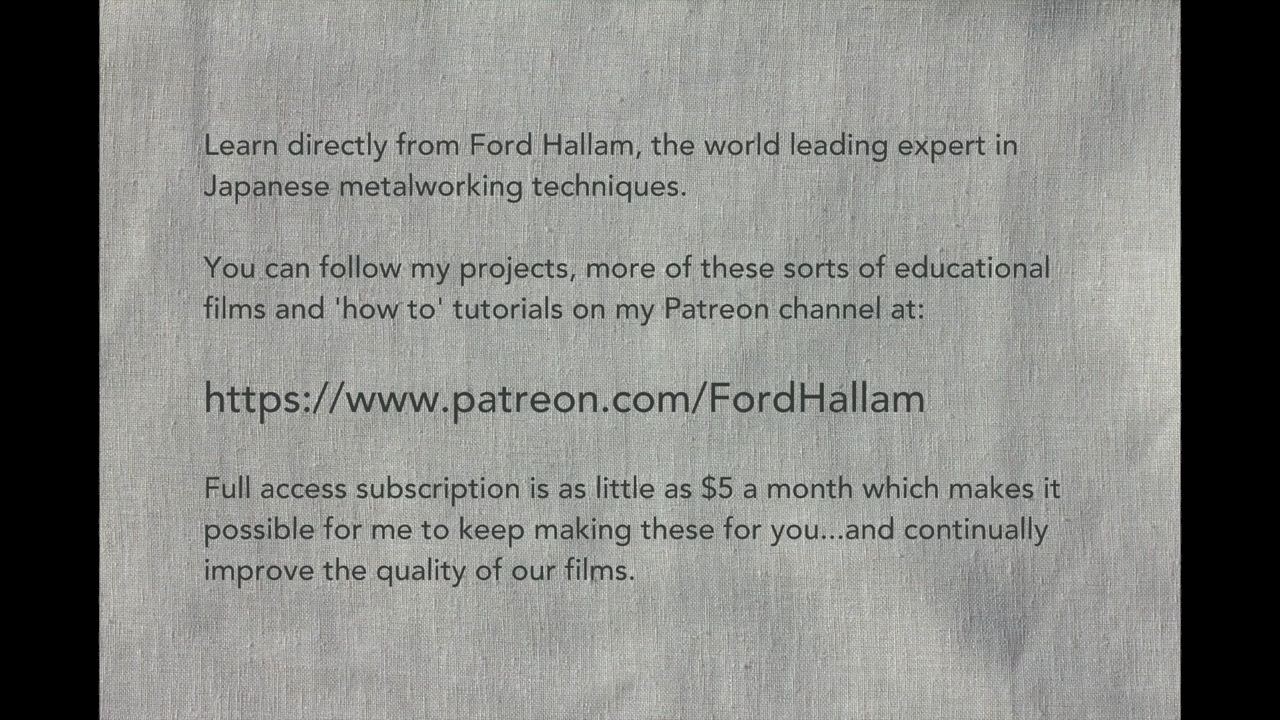 Learn directly from Ford Hallam, the world leading expert in
Japanese metalworking techniques.
You can follow my projects, more of these sorts of educational
films and 'how to' tutorials on my Patreon channel at:
https://www.patreon.com/FordHallam
Full access subscription is as little as $5 a month which makes it
possible for me to keep making these for you...and continually
improve the quality of our films.